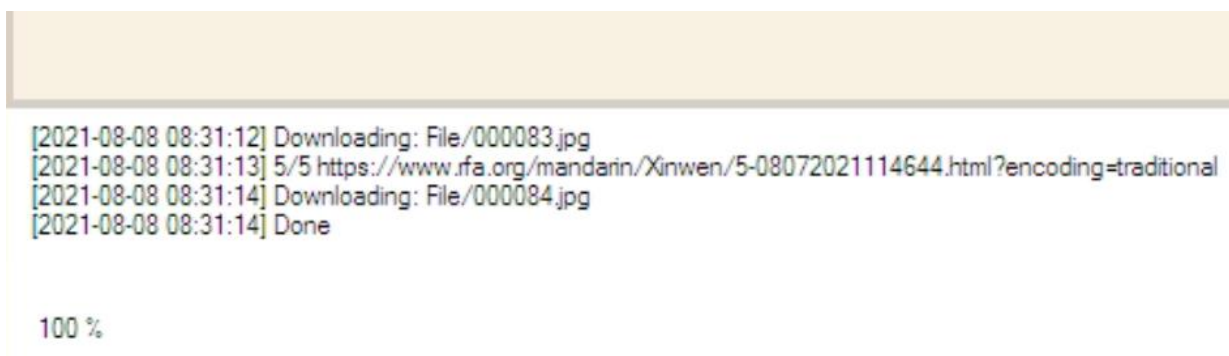 [2021-08-08 08:31:12] Downloading: File/000083.jpg
[2021-08-08 08:31:13] 5/5 https://www.rfa.org/mandarin/Xinwen/5-08072021114644.html?encoding=traditional
[2021-08-08 08:31:14] Downloading: File/000084.jpg
[2021-08-08 08:31:14] Done
100 %